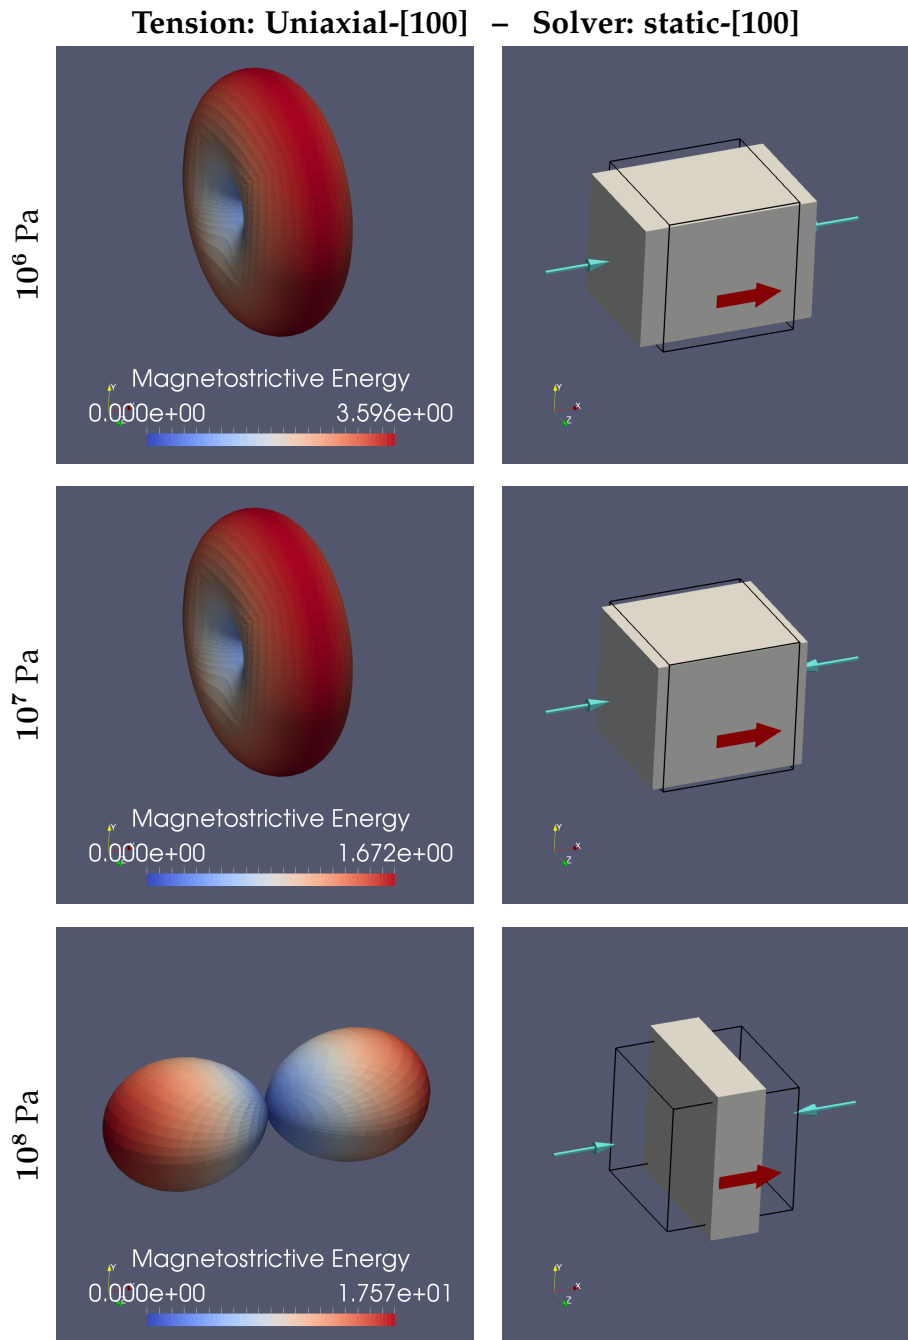 Tension: Uniaxial-[100] – Solver: static-[100]
10⁶ Pa
Magnetostrictive Energy
0.000e+00 3.596e+00
Y X Z
Y X Z
10⁷ Pa
Magnetostrictive Energy
0.000e+00 1.672e+00
Y X Z
Y X Z
10⁸ Pa
Magnetostrictive Energy
0.000e+00 1.757e+01
Y X Z
Y X Z